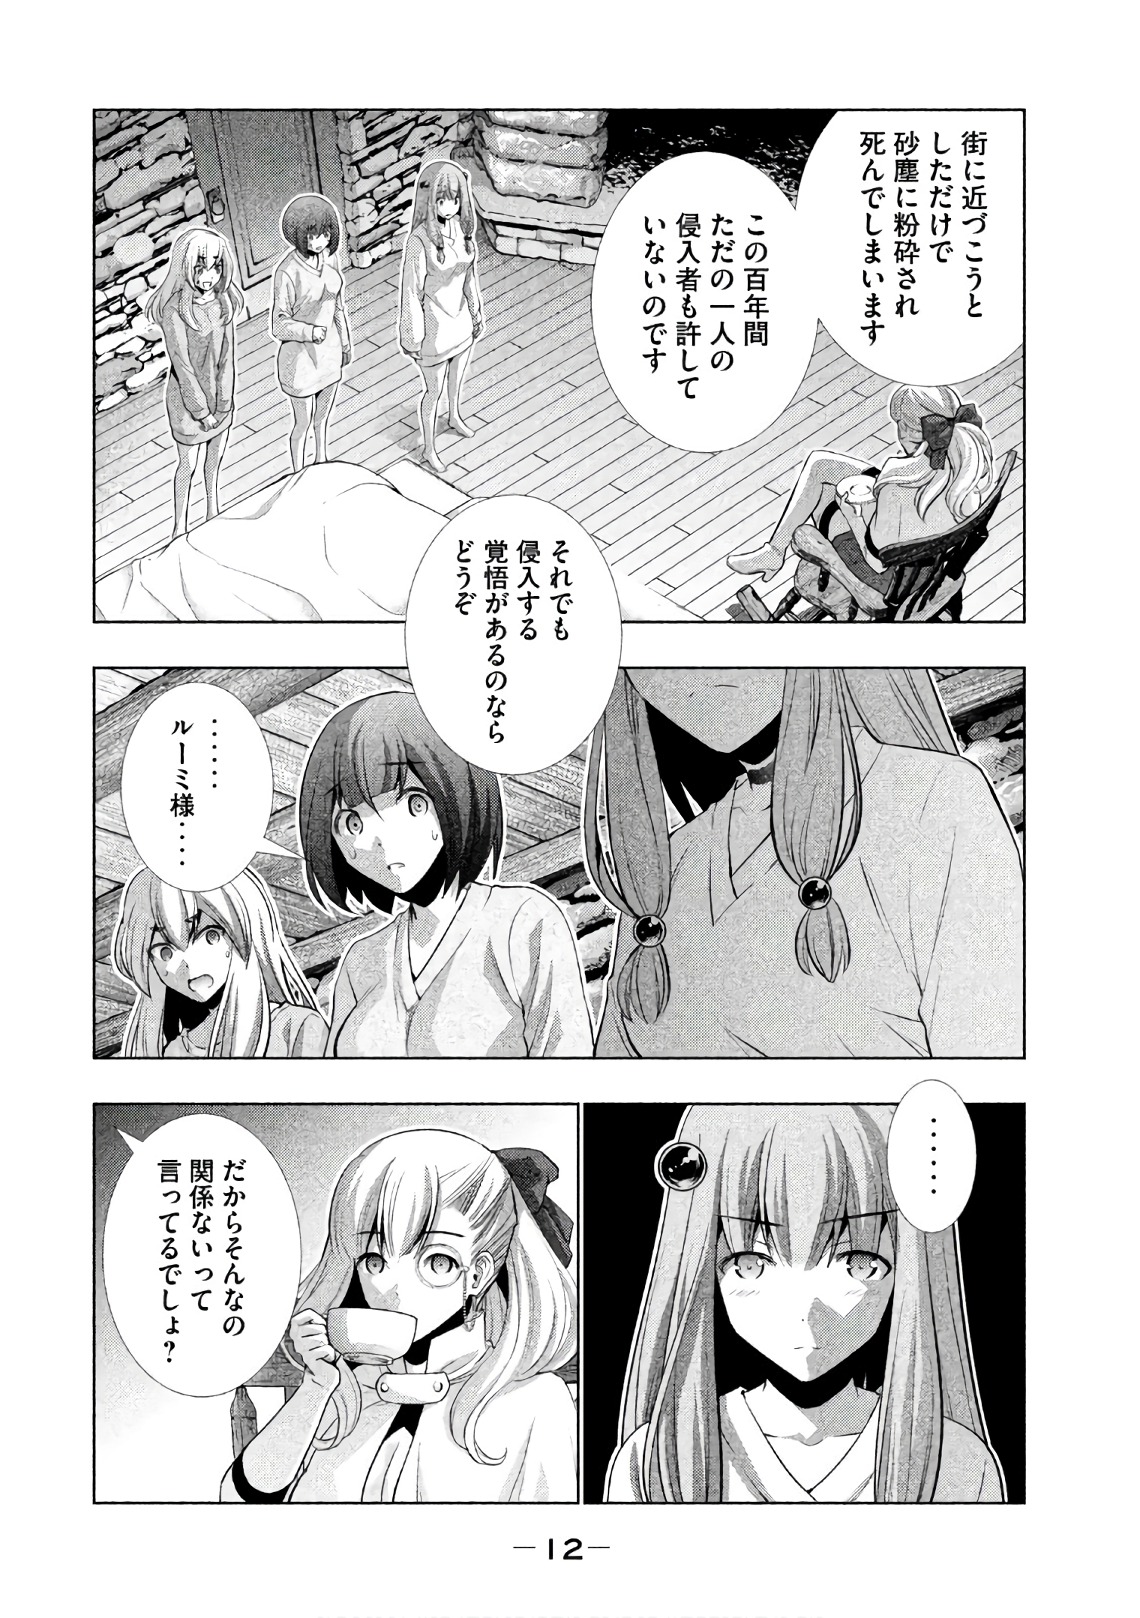 街に近づこうと
しただけで
砂塵に粉砕され
死んでしまいます
この百年間
ただの一人の
侵入者も許して
いないのです
それでも
侵入する
覚悟があるのなら
どうぞ
‥‥‥
ルーミ様‥‥
‥‥‥
だからそんなの
関係ないって
言ってるでしょ?
－12－